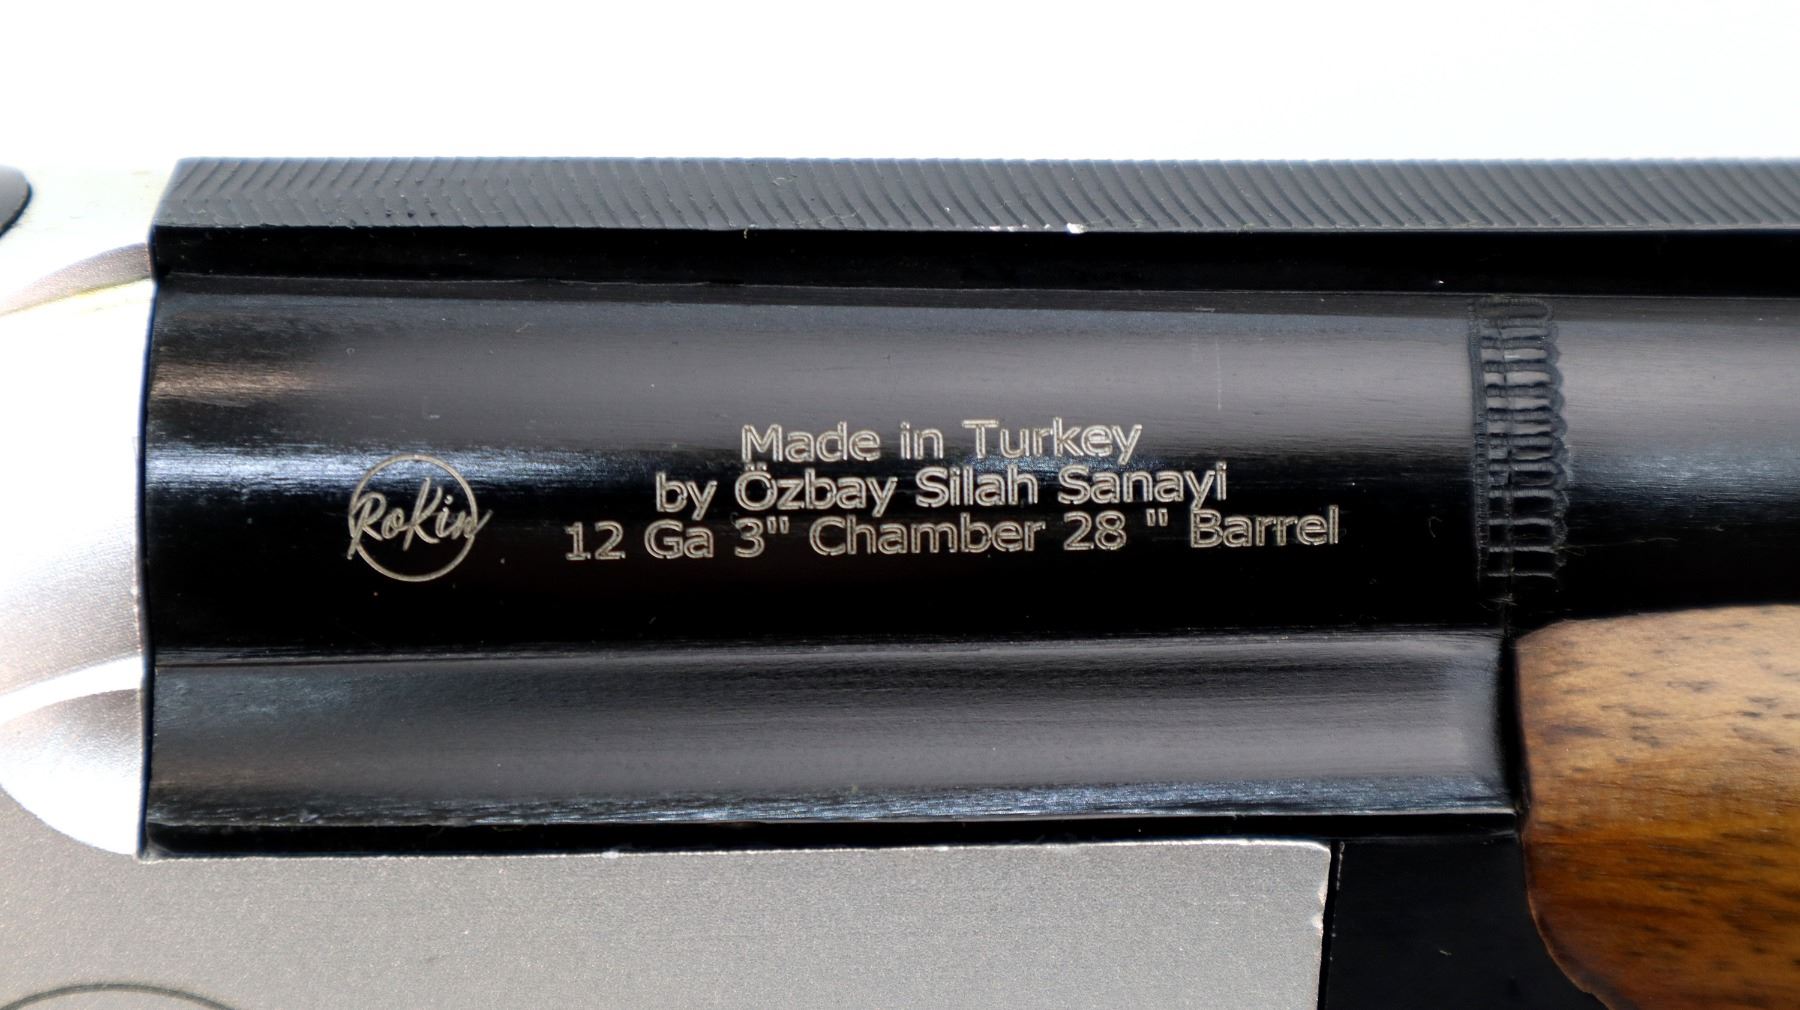 RoKin
Made in Turkey
by Özbay Silah Sanayi
12 Ga 3" Chamber 28 " Barrel